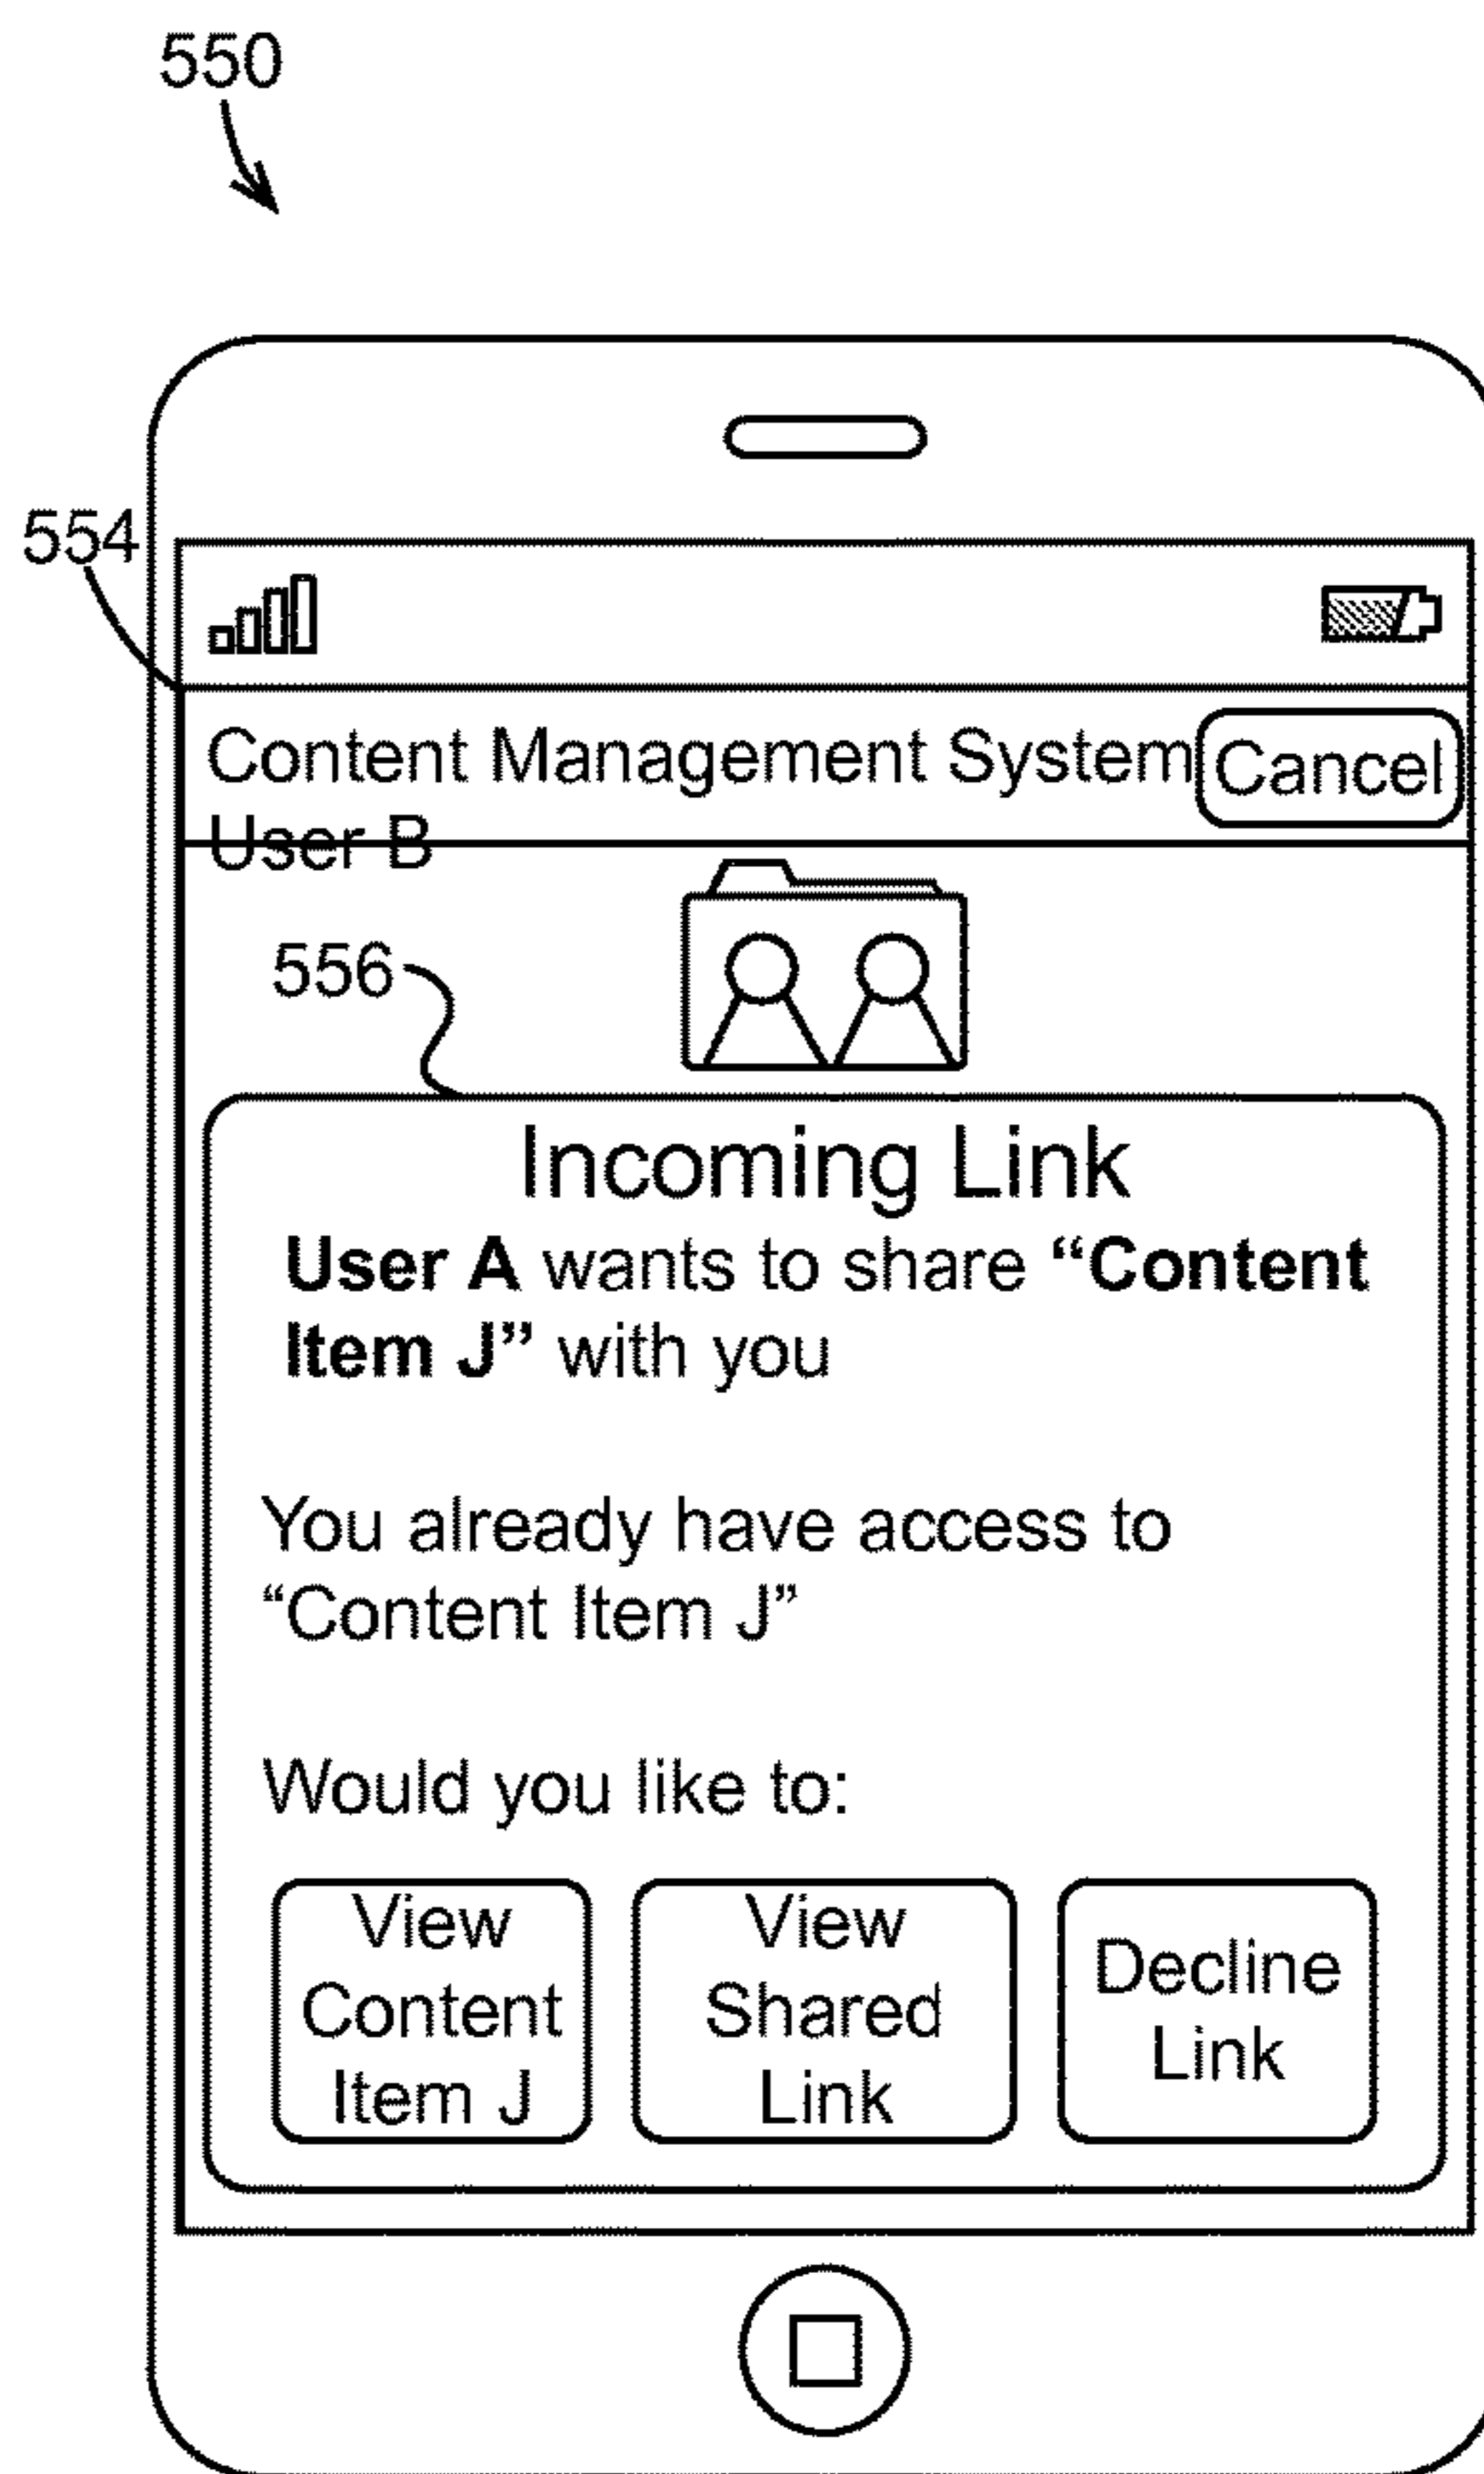 550
554
Content Management System
Cancel
User B
556
Incoming Link
User A wants to share “Content
Item J” with you
You already have access to
“Content Item J”
Would you like to:
View
Content
Item J
View
Shared
Link
Decline
Link